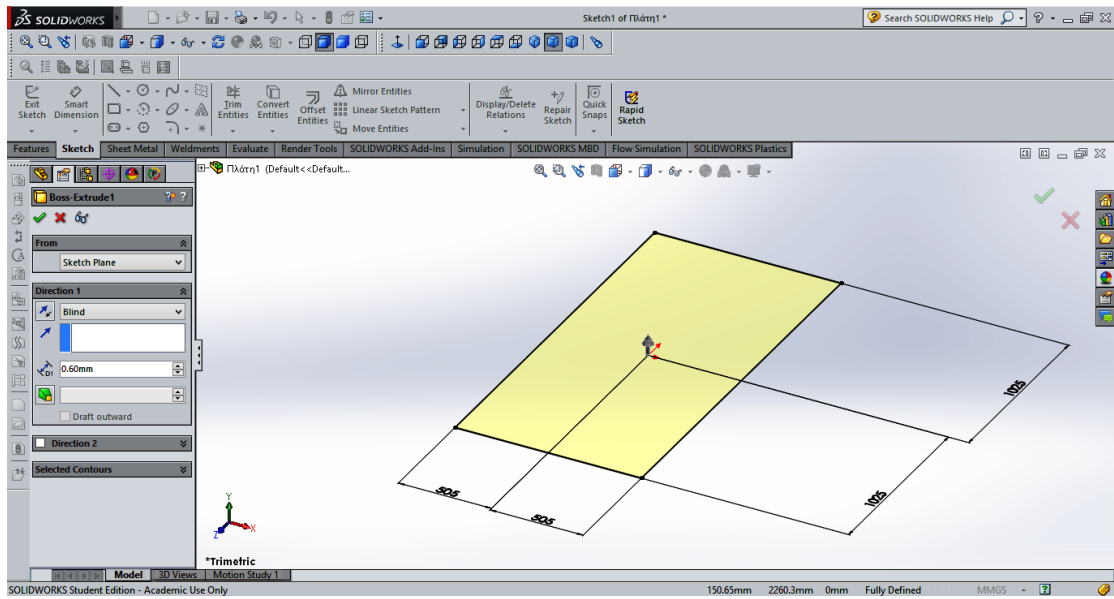 SOLIDWORKS
Sketch1 of Πλάτη1 *
Search SOLIDWORKS Help
Exit Sketch
Smart Dimension
Trim Entities
Convert Entities
Offset Entities
Mirror Entities
Linear Sketch Pattern
Move Entities
Display/Delete Relations
Repair Sketch
Quick Snaps
Rapid Sketch
Features Sketch Sheet Metal Weldments Evaluate Render Tools SOLIDWORKS Add-Ins Simulation SOLIDWORKS MBD Flow Simulation SOLIDWORKS Plastics
Πλάτη1 (Default<<Default...
Boss-Extrude1
From
Sketch Plane
Direction 1
Blind
D1 0.60mm
Draft outward
Direction 2
Selected Contours
1025
1025
505
505
Y
X
Z
*Trimetric
Model 3D Views Motion Study 1
SOLIDWORKS Student Edition - Academic Use Only 150.65mm 2260.3mm 0mm Fully Defined MMGS